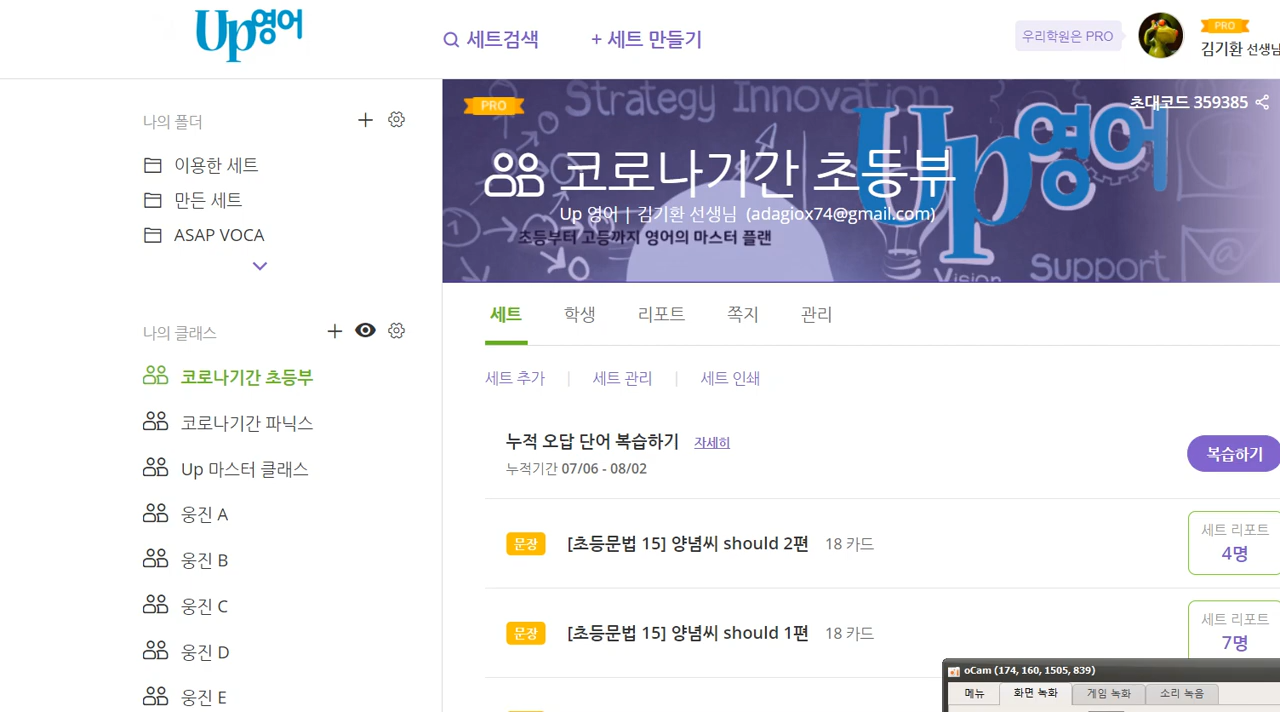 Up영어
세트검색
+ 세트 만들기
우리학원은 PRO
PRO
김기환 선생님
나의 폴더
이용한 세트
만든 세트
ASAP VOCA
나의 클래스
코로나기간 초등부
코로나기간 파닉스
Up 마스터 클래스
웅진 A
웅진 B
웅진 C
웅진 D
웅진 E
PRO
Strategy Innovation
초대코드 359385
Up영어
코로나기간 초등부
Up 영어 | 김기환 선생님 (adagiox74@gmail.com)
초등부터 고등까지 영어의 마스터 플랜
Vision
Support
세트
학생
리포트
쪽지
관리
세트 추가 | 세트 관리 | 세트 인쇄
누적 오답 단어 복습하기 자세히
누적기간 07/06 - 08/02
복습하기
문장 [초등문법 15] 양념씨 should 2편 18 카드
세트 리포트
4명
문장 [초등문법 15] 양념씨 should 1편 18 카드
세트 리포트
7명
oCam (174, 160, 1505, 839)
메뉴
화면 녹화
게임 녹화
소리 녹음